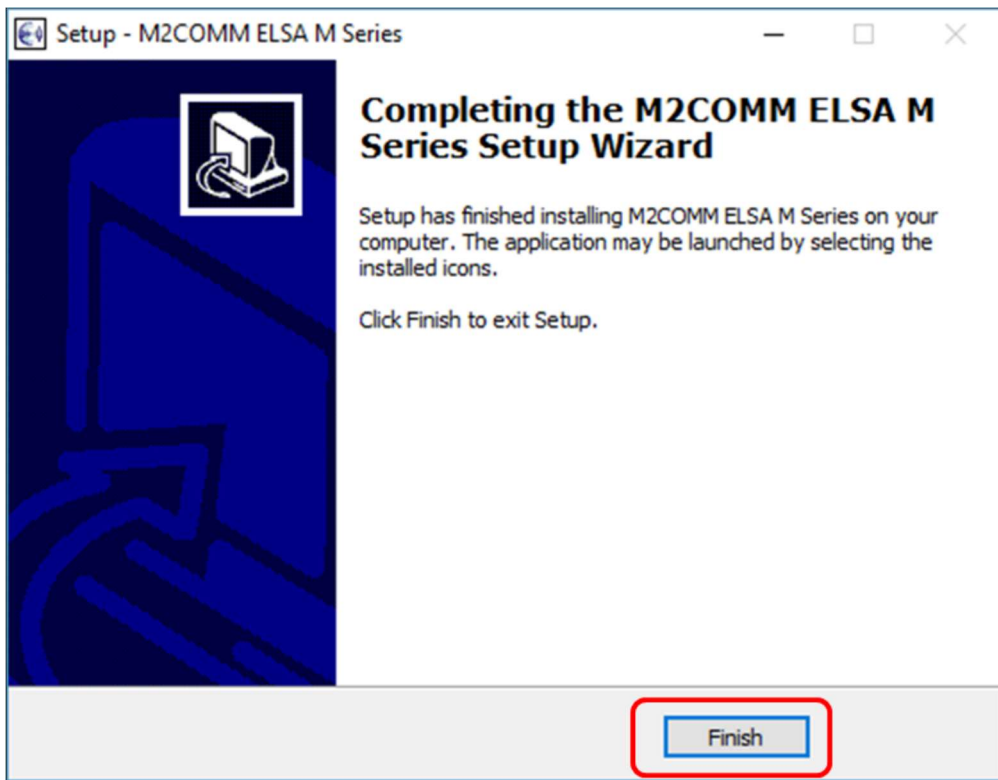 Setup - M2COMM ELSA M Series
Completing the M2COMM ELSA M
Series Setup Wizard
Setup has finished installing M2COMM ELSA M Series on your
computer. The application may be launched by selecting the
installed icons.
Click Finish to exit Setup.
Finish